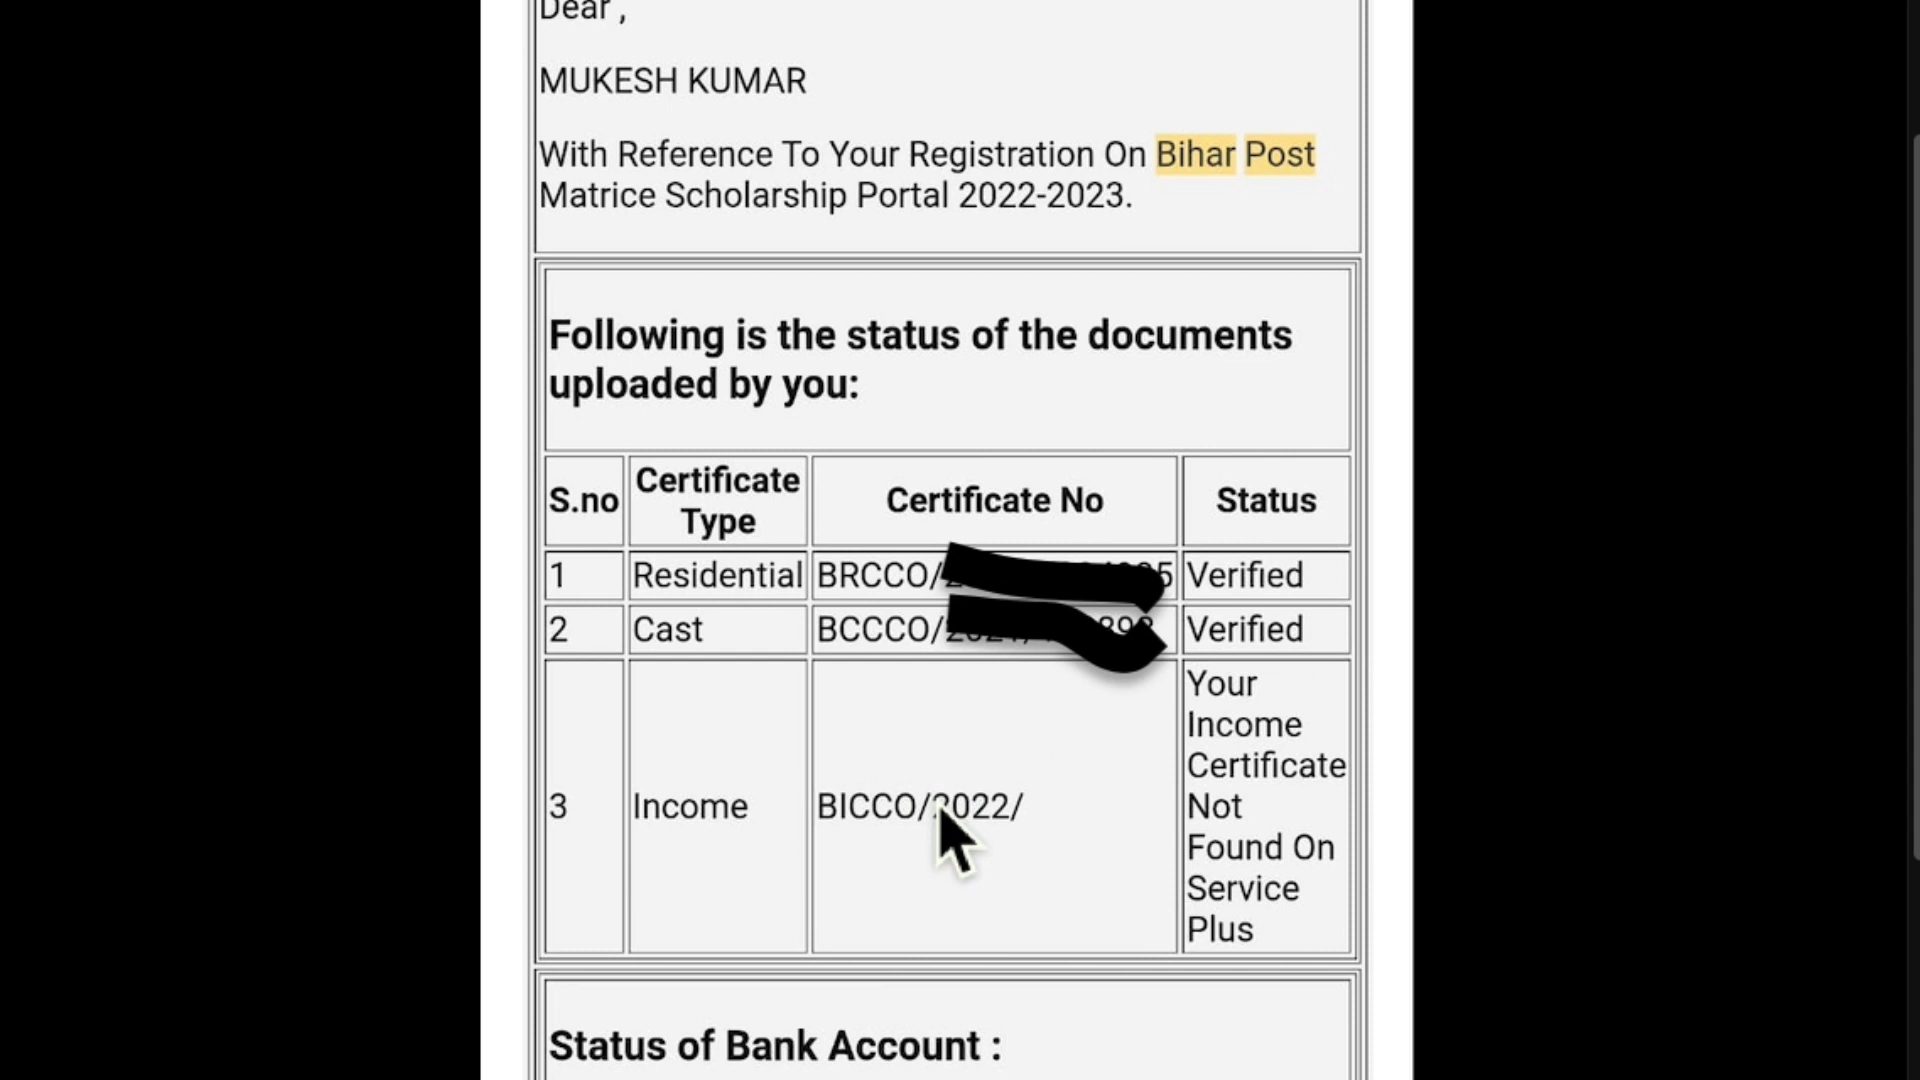 Dear ,
MUKESH KUMAR
With Reference To Your Registration On Bihar Post
Matrice Scholarship Portal 2022-2023.
Following is the status of the documents
uploaded by you:
S.no Certificate Type Certificate No Status
1 Residential BRCCO/ Verified
2 Cast BCCCO/ Verified
3 Income BICCO/2022/ Your
Income
Certificate
Not
Found On
Service
Plus
Status of Bank Account :